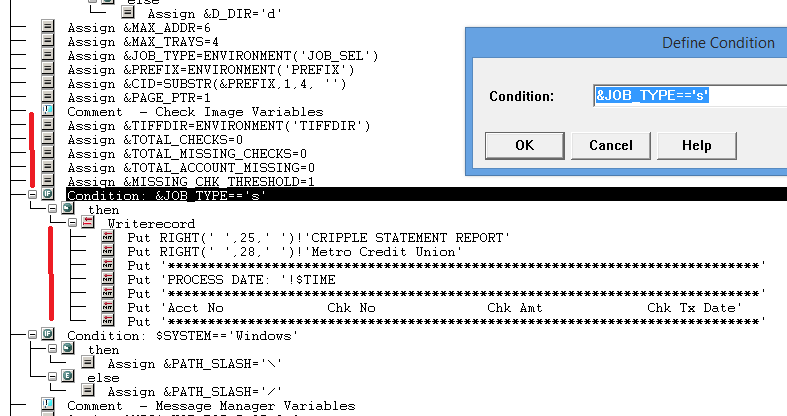 else
Assign &D_DIR='d'
Assign &MAX_ADDR=6
Assign &MAX_TRAYS=4
Assign &JOB_TYPE=ENVIRONMENT('JOB_SEL')
Assign &PREFIX=ENVIRONMENT('PREFIX')
Assign &CID=SUBSTR(&PREFIX,1,4, '')
Assign &PAGE_PTR=1
Comment - Check Image Variables
Assign &TIFFDIR=ENVIRONMENT('TIFFDIR')
Assign &TOTAL_CHECKS=0
Assign &TOTAL_MISSING_CHECKS=0
Assign &TOTAL_ACCOUNT_MISSING=0
Assign &MISSING_CHK_THRESHOLD=1
Condition: &JOB_TYPE=='s'
then
Writerecord
Put RIGHT(' ',25,' ')!'CRIPPLE STATEMENT REPORT'
Put RIGHT(' ',28,' ')!'Metro Credit Union'
Put '**************************************************************************'
Put 'PROCESS DATE: '!$TIME
Put '**************************************************************************'
Put 'Acct No Chk No Chk Amt Chk Tx Date'
Put '**************************************************************************'
Condition: $SYSTEM=='Windows'
then
Assign &PATH_SLASH='\'
else
Assign &PATH_SLASH='/'
Comment - Message Manager Variables
Define Condition
Condition: &JOB_TYPE=='s'
OK Cancel Help